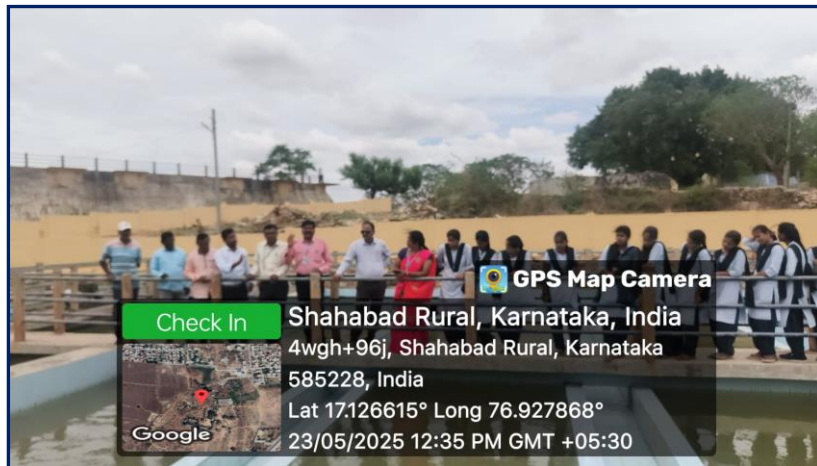 GPS Map Camera
Check In
Shahabad Rural, Karnataka, India
4wgh+96j, Shahabad Rural, Karnataka
585228, India
Lat 17.126615° Long 76.927868°
23/05/2025 12:35 PM GMT +05:30
Google